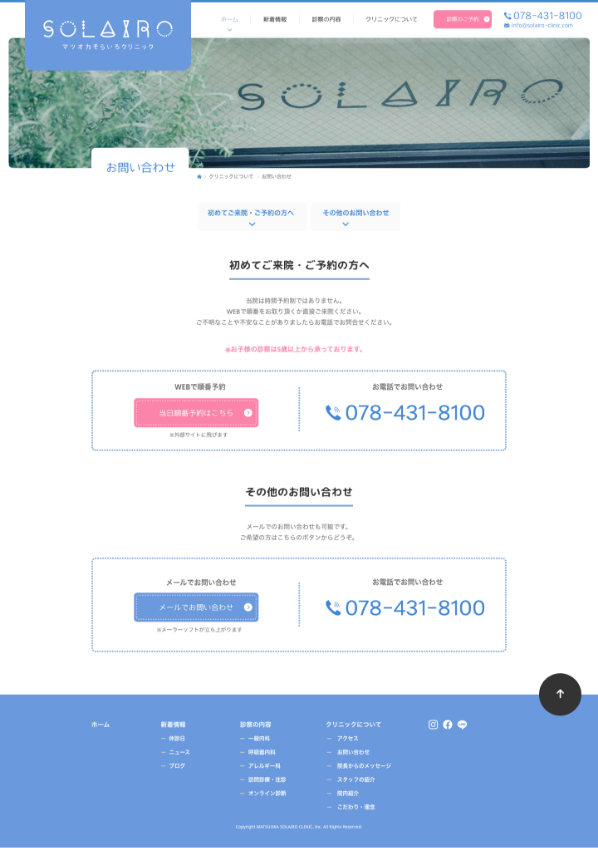 SOLAIRO
マツオカそらいろクリニック
ホーム
新着情報
診察の内容
クリニックについて
診察のご予約
078-431-8100
info@solairo-clinic.com
SOLAIRO
お問い合わせ
クリニックについて
お問い合わせ
初めてご来院・ご予約の方へ
その他のお問い合わせ
初めてご来院・ご予約の方へ
当院は時間予約制ではありません。
WEBで順番をお取り頂くか直接ご来院ください。
ご不明なことや不安なことがありましたらお電話でお問合せください。
※お子様の診察は5歳以上から承っております。
WEBで順番予約
当日順番予約はこちら
※外部サイトに飛びます
お電話でお問い合わせ
078-431-8100
その他のお問い合わせ
メールでのお問い合わせも可能です。
ご希望の方はこちらのボタンからどうぞ。
メールでお問い合わせ
メールでお問い合わせ
※メーラーソフトが立ち上がります
お電話でお問い合わせ
078-431-8100
ホーム
新着情報
休診日
ニュース
ブログ
診察の内容
一般内科
呼吸器内科
アレルギー科
訪問診療・往診
オンライン診断
クリニックについて
アクセス
お問い合わせ
院長からのメッセージ
スタッフの紹介
院内紹介
こだわり・理念
Copyright MATSUOKA SOLAIRO CLINIC, Inc. All Rights Reserved.